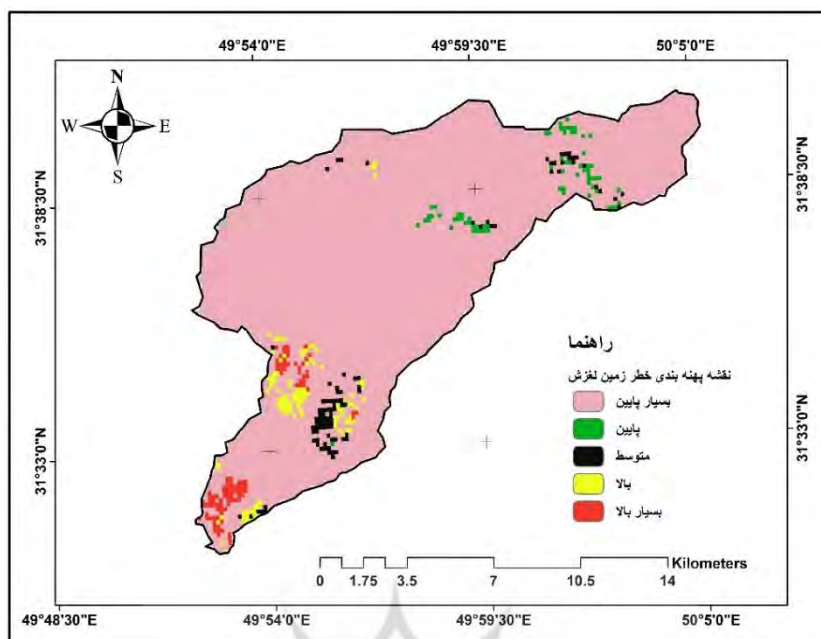 49°54'0"E 49°59'30"E 50°5'0"E
N
W E
S
31°38'30"N 31°38'30"N
راهنما
نقشه پهنه بندی خطر زمین لغزش
بسیار پایین
پایین
متوسط
بالا
بسیار بالا
31°33'0"N 31°33'0"N
Kilometers
0 1.75 3.5 7 10.5 14
49°48'30"E 49°54'0"E 49°59'30"E 50°5'0"E